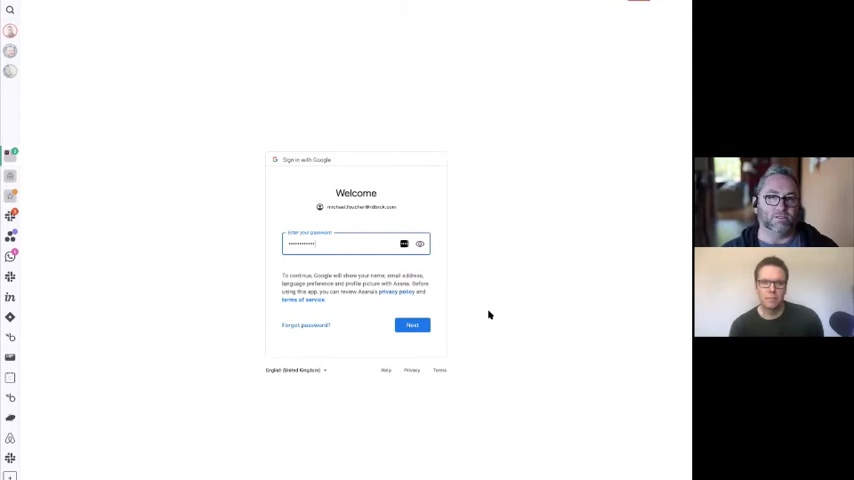 Sign in with Google
Welcome
Enter your password
To continue, Google will share your name, email address,
language preference and profile picture with Asana. Before
using this app, you can review Asana's privacy policy and
terms of service.
Forgot password?
Next
English (United Kingdom)
Help
Privacy
Terms